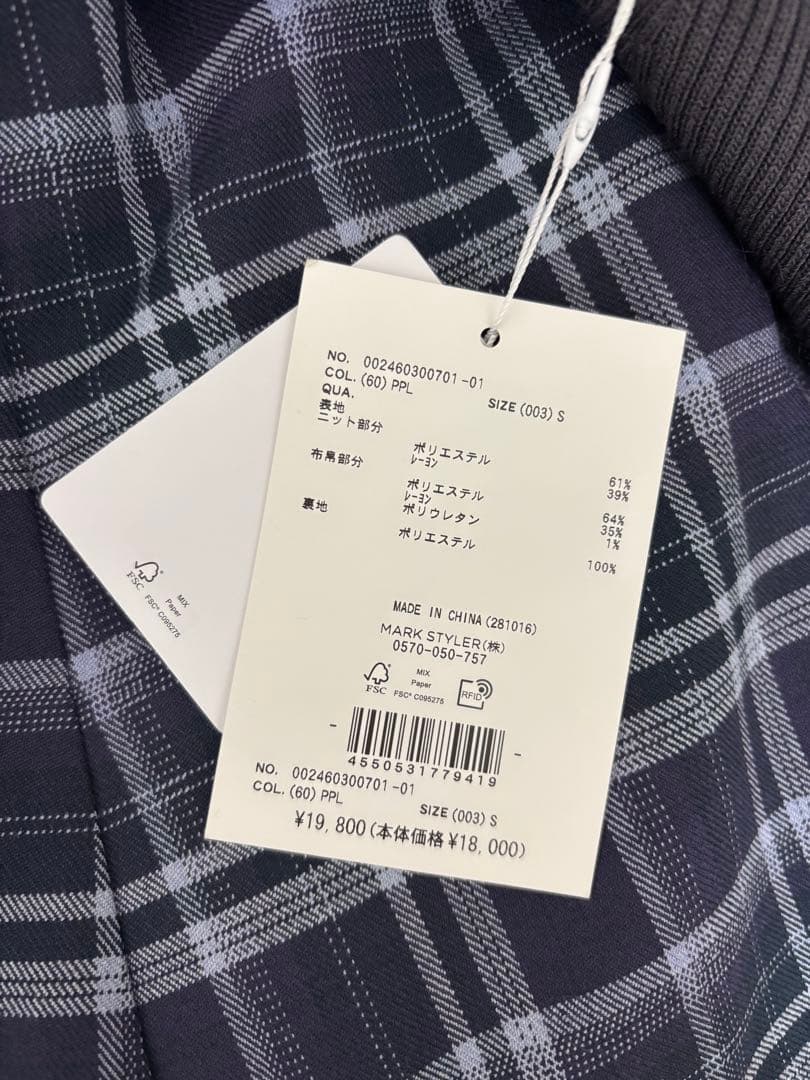 NO. 002460300701-01
COL. (60) PPL
SIZE (003) S
QUA.
表地
ニット部分
ポリエステル 61%
レーヨン 39%
布帛部分
ポリエステル 64%
レーヨン 35%
ポリウレタン 1%
裏地
ポリエステル 100%
MADE IN CHINA (281016)
MARK STYLER(株)
0570-050-757
FSC
MIX
Paper
FSC® C095275
RFID
4550531779419
NO. 002460300701-01
COL. (60) PPL
SIZE (003) S
¥19,800(本体価格¥18,000)
FSC
MIX
Paper
FSC® C095275